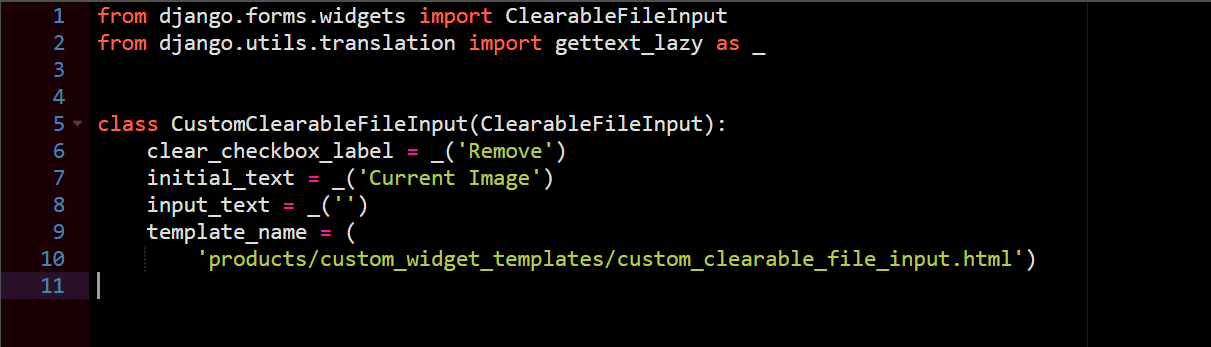 1 from django.forms.widgets import ClearableFileInput
2 from django.utils.translation import gettext_lazy as _
3
4
5 class CustomClearableFileInput(ClearableFileInput):
6     clear_checkbox_label = _('Remove')
7     initial_text = _('Current Image')
8     input_text = _('')
9     template_name = (
10         'products/custom_widget_templates/custom_clearable_file_input.html')
11